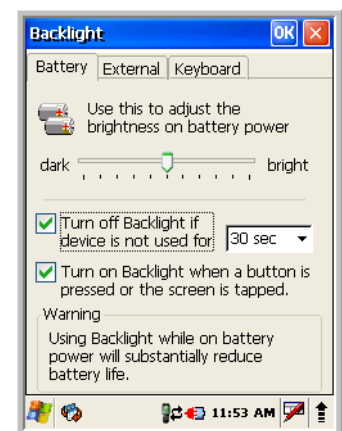 Backlight OK
Battery External Keyboard
Use this to adjust the
brightness on battery power
dark bright
Turn off Backlight if
device is not used for 30 sec
Turn on Backlight when a button is
pressed or the screen is tapped.
Warning
Using Backlight while on battery
power will substantially reduce
battery life.
11:53 AM